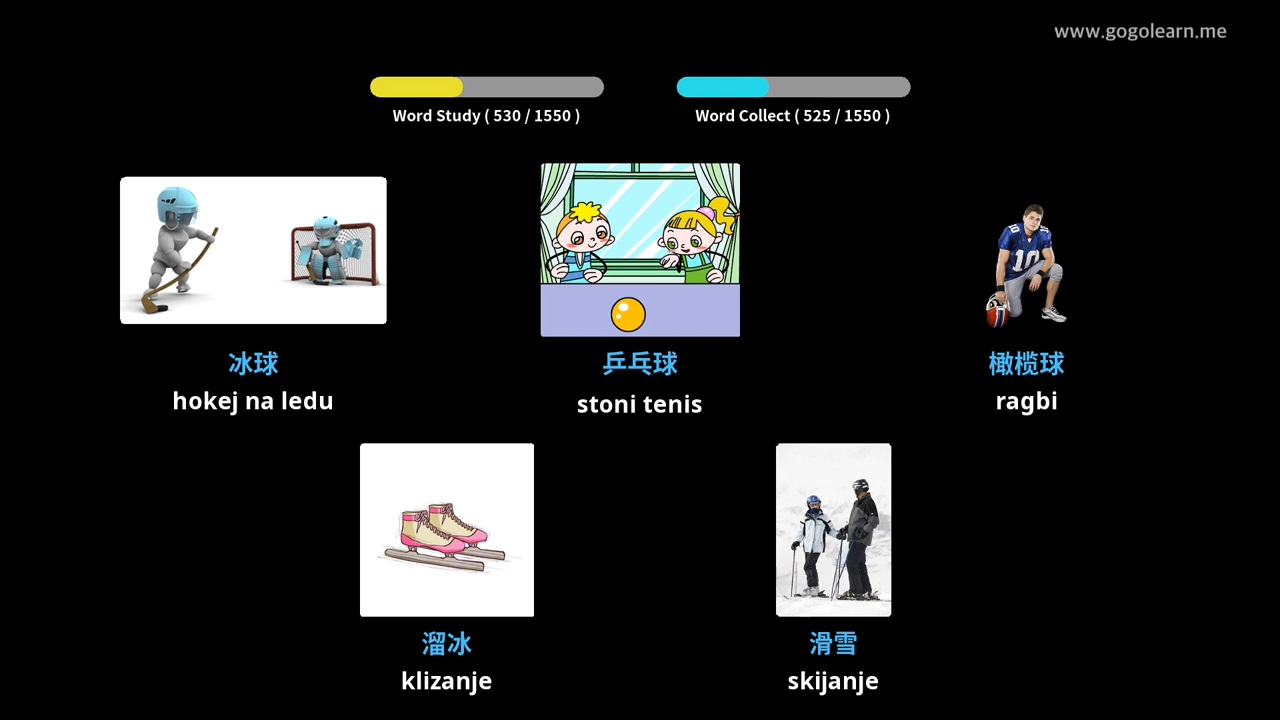 www.gogolearn.me
Word Study ( 530 / 1550 )
Word Collect ( 525 / 1550 )
10
冰球
hokej na ledu
乒乓球
stoni tenis
橄榄球
ragbi
溜冰
klizanje
滑雪
skijanje